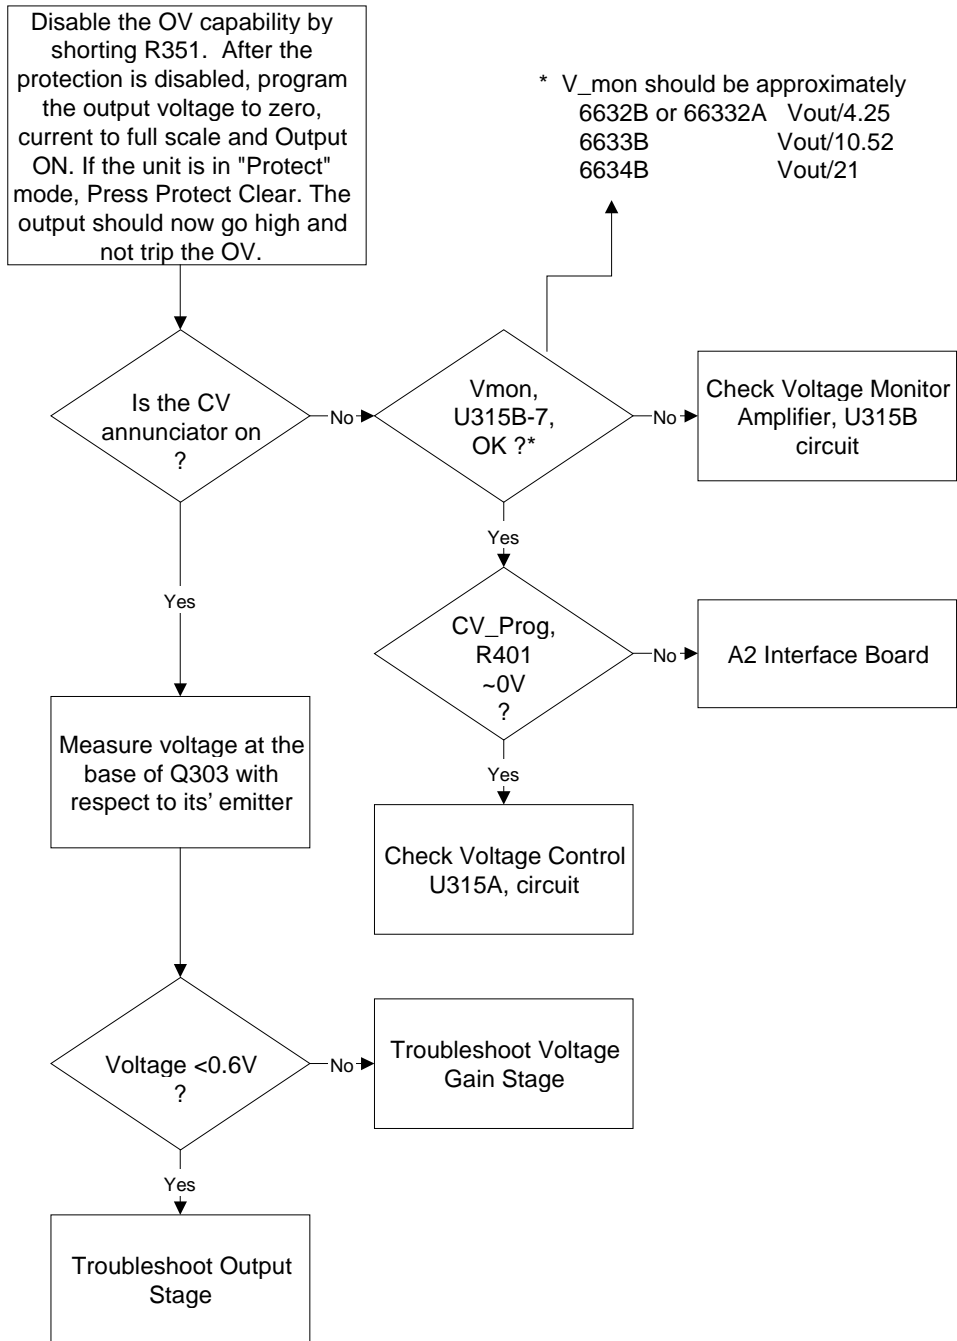 Disable the OV capability by
shorting R351.  After the
protection is disabled, program
the output voltage to zero,
current to full scale and Output
ON. If the unit is in "Protect"
mode, Press Protect Clear. The
output should now go high and
not trip the OV.
* V_mon should be approximately
6632B or 66332A   Vout/4.25
6633B   Vout/10.52
6634B   Vout/21
Is the CV
annunciator on
?
No
Vmon,
U315B-7,
OK ?*
No
Check Voltage Monitor
Amplifier, U315B
circuit
Yes
Yes
CV_Prog,
R401
~0V
?
No
A2 Interface Board
Measure voltage at the
base of Q303 with
respect to its’ emitter
Yes
Check Voltage Control
U315A, circuit
Voltage <0.6V
?
No
Troubleshoot Voltage
Gain Stage
Yes
Troubleshoot Output
Stage